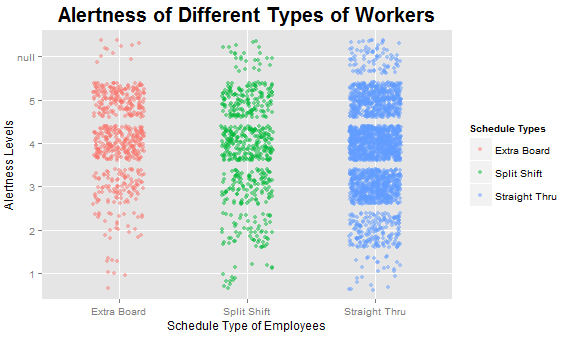 Alertness of Different Types of Workers
Alertness Levels
null
5
4
3
2
1
Extra Board
Split Shift
Straight Thru
Schedule Type of Employees
Schedule Types
Extra Board
Split Shift
Straight Thru